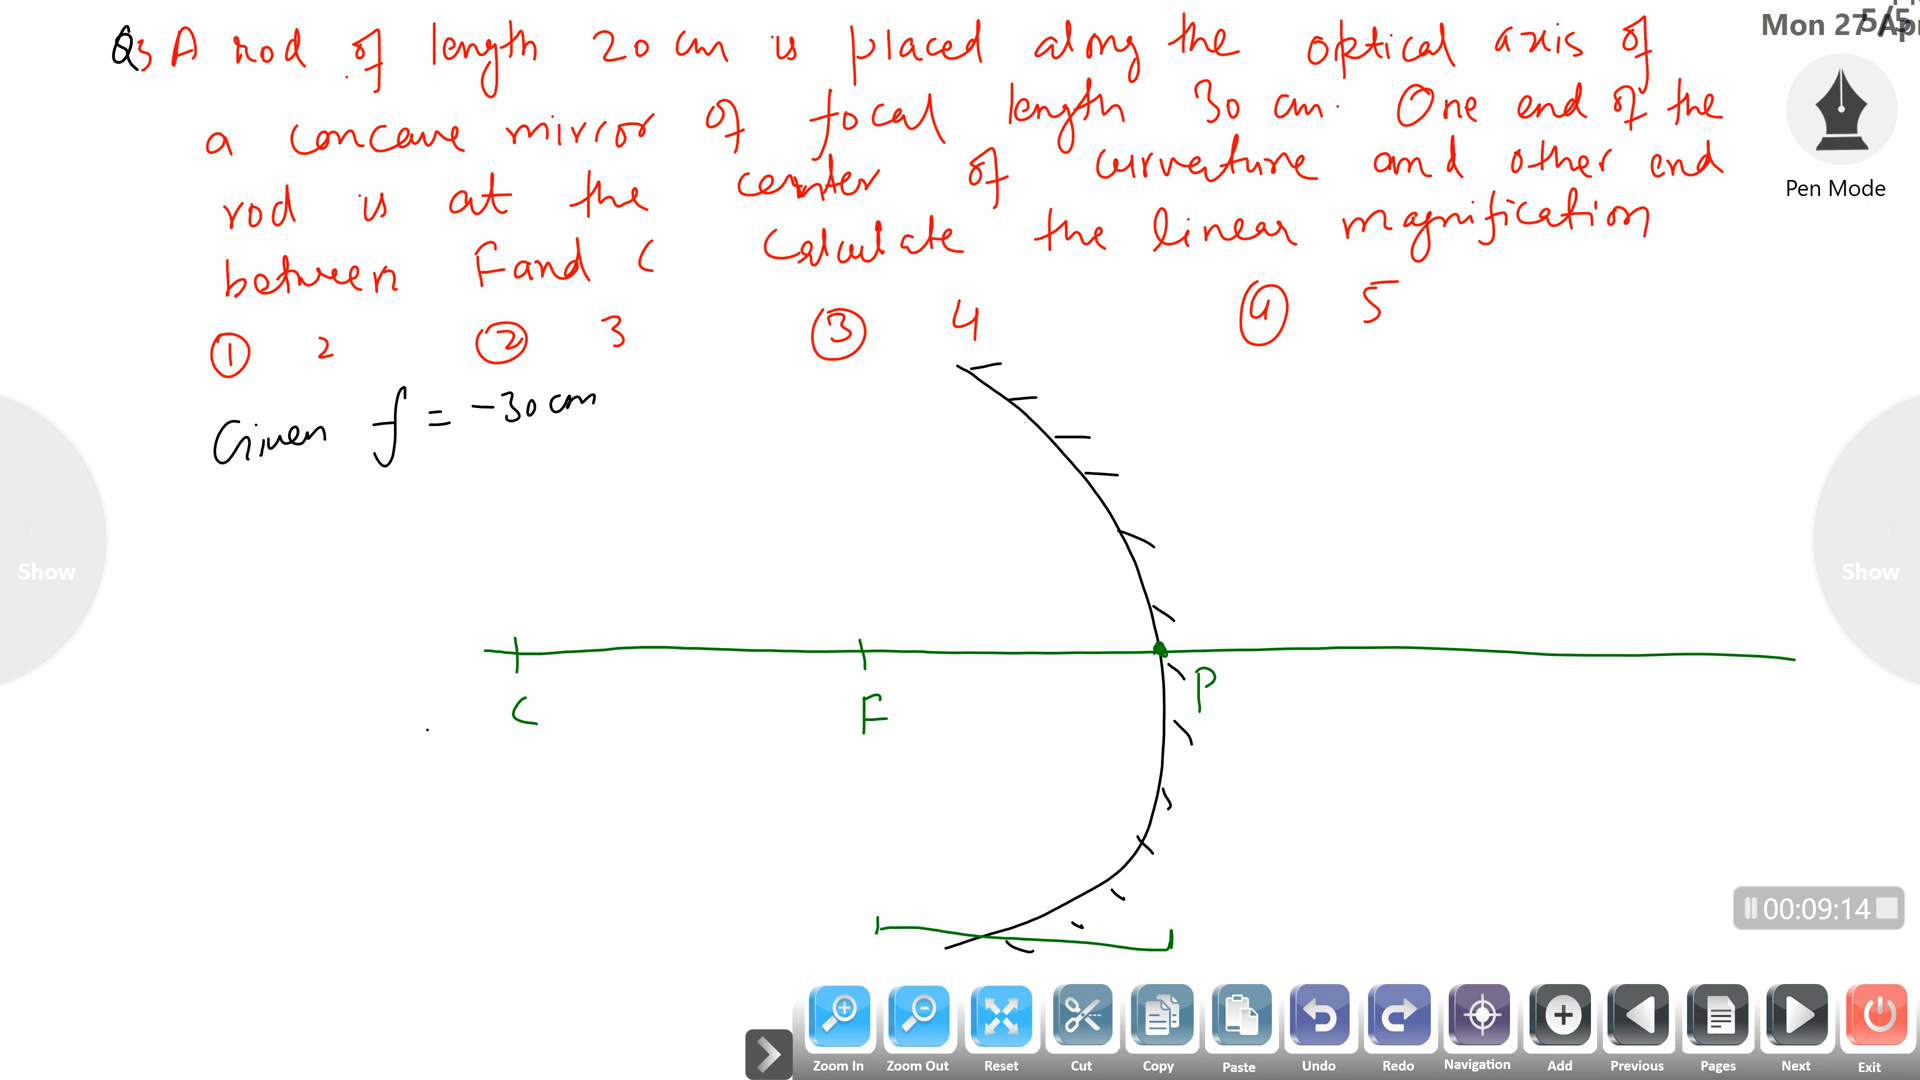 Mon 27 Apr
5/5
Q3 A rod of length 20 cm is placed along the optical axis of
a concave mirror of focal length 30 cm. One end of the
rod is at the center of curvature and other end
between F and C Calculate the linear magnification
① 2 ② 3 ③ 4 ④ 5
Given f = -30 cm
Pen Mode
Show
Show
C F P
00:09:14
Zoom In Zoom Out Reset Cut Copy Paste Undo Redo Navigation Add Previous Pages Next Exit